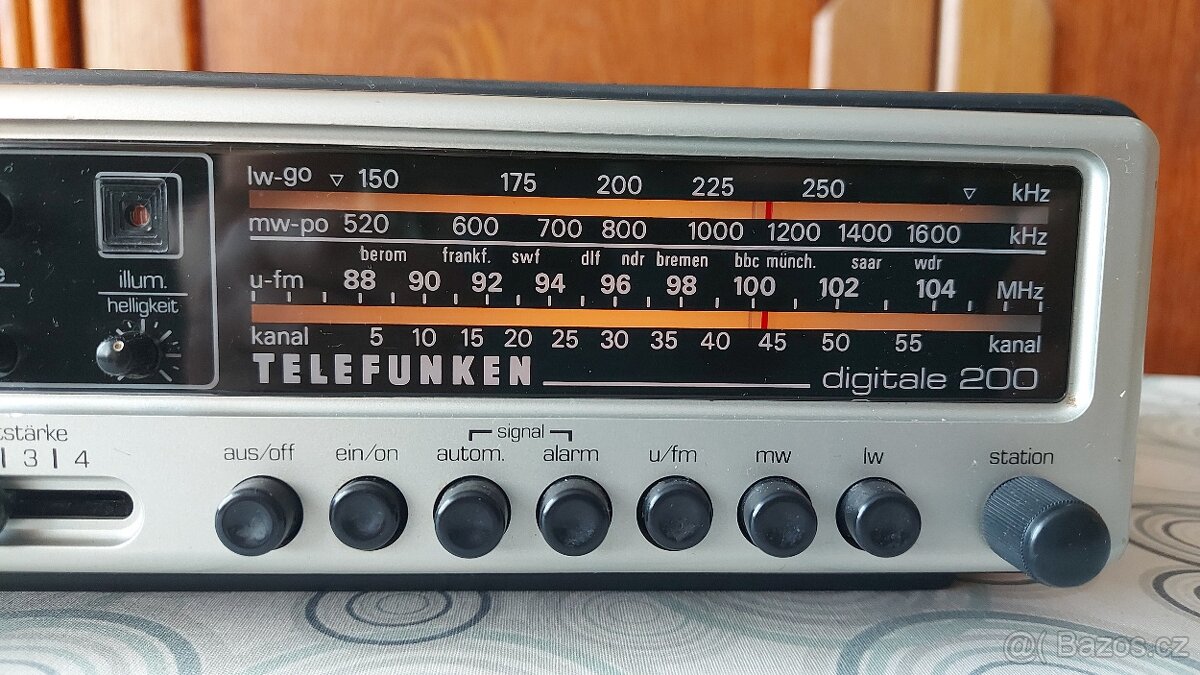 lw-go ▽ 150 175 200 225 250 ▽ kHz
mw-po 520 600 700 800 1000 1200 1400 1600 kHz
berom frankf. swf dlf ndr bremen bbc münch. saar wdr
u-fm 88 90 92 94 96 98 100 102 104 MHz
kanal 5 10 15 20 25 30 35 40 45 50 55 kanal
TELEFUNKEN digitale 200
illum.
helligkeit
3 4
signal
aus/off ein/on autom. alarm u/fm mw lw station
@( Bazos.cz